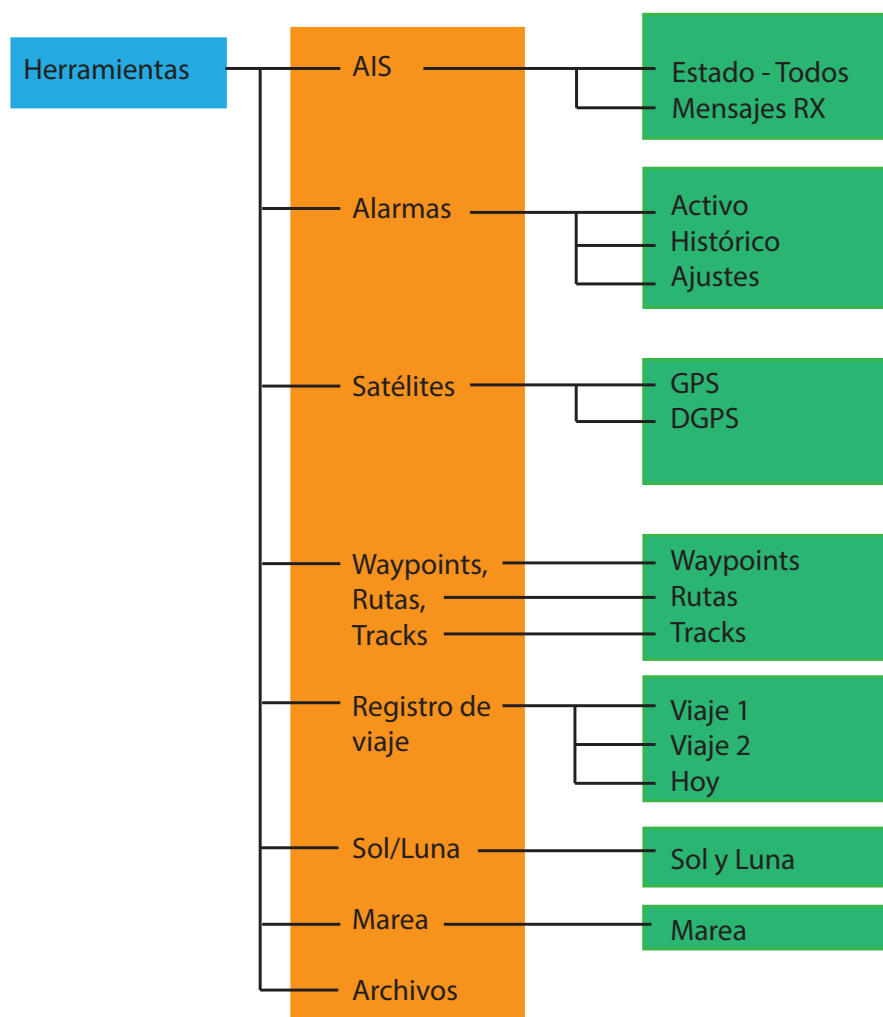 Herramientas
AIS
Estado - Todos
Mensajes RX
Alarmas
Activo
Histórico
Ajustes
Satélites
GPS
DGPS
Waypoints,
Rutas,
Tracks
Waypoints
Rutas
Tracks
Registro de
viaje
Viaje 1
Viaje 2
Hoy
Sol/Luna
Sol y Luna
Marea
Marea
Archivos